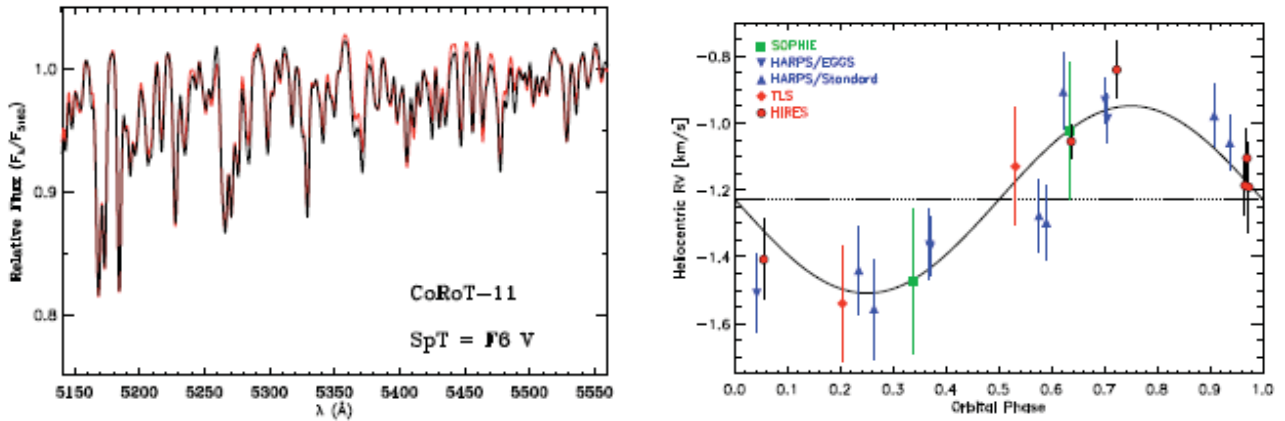 1.0
0.9
0.8
Relative Flux (Fλ/F5160)
CoRoT-11
SpT = F6 V
5150 5200 5250 5300 5350 5400 5450 5500 5550
λ (Å)
SOPHIE
HARPS/EGGS
HARPS/Standard
TLS
HIRES
-0.8
-1.0
-1.2
-1.4
-1.6
Heliocentric RV [km/s]
0.0 0.1 0.2 0.3 0.4 0.5 0.6 0.7 0.8 0.9 1.0
Orbital Phase